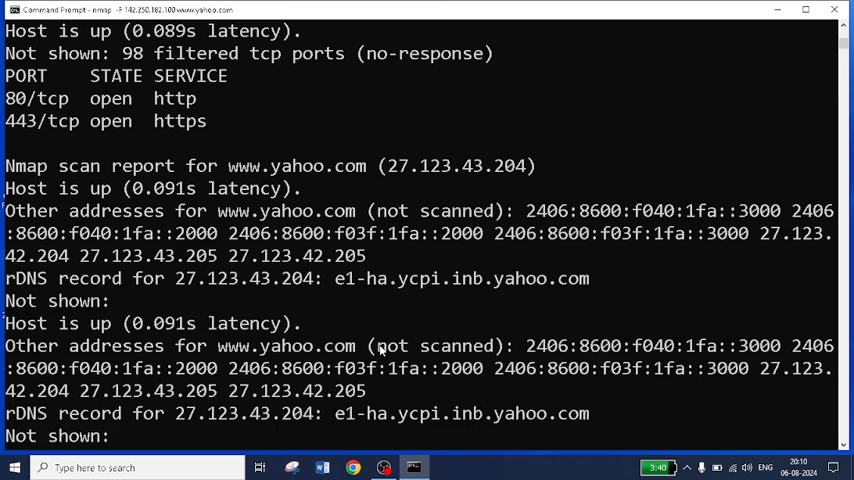 Command Prompt - nmap -F 142.250.182.100 www.yahoo.com
Host is up (0.089s latency).
Not shown: 98 filtered tcp ports (no-response)
PORT    STATE SERVICE
80/tcp  open  http
443/tcp open  https
Nmap scan report for www.yahoo.com (27.123.43.204)
Host is up (0.091s latency).
Other addresses for www.yahoo.com (not scanned): 2406:8600:f040:1fa::3000 2406
:8600:f040:1fa::2000 2406:8600:f03f:1fa::2000 2406:8600:f03f:1fa::3000 27.123.
42.204 27.123.43.205 27.123.42.205
rDNS record for 27.123.43.204: e1-ha.ycpi.inb.yahoo.com
Not shown:
Host is up (0.091s latency).
Other addresses for www.yahoo.com (not scanned): 2406:8600:f040:1fa::3000 2406
:8600:f040:1fa::2000 2406:8600:f03f:1fa::2000 2406:8600:f03f:1fa::3000 27.123.
42.204 27.123.43.205 27.123.42.205
rDNS record for 27.123.43.204: e1-ha.ycpi.inb.yahoo.com
Not shown:
Type here to search
3:40
ENG
20:10
06-08-2024